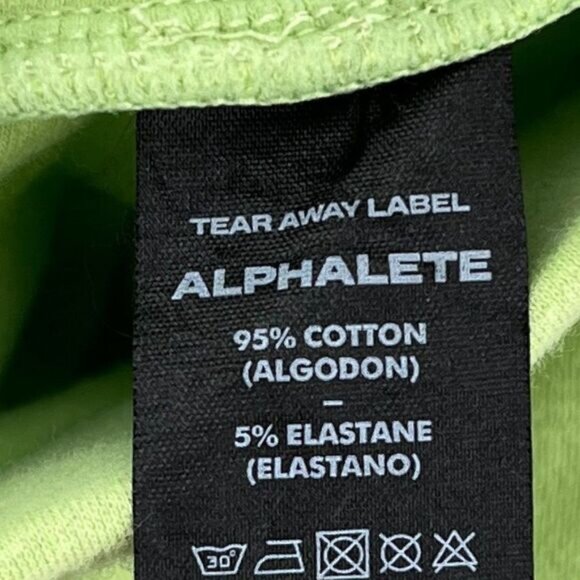 TEAR AWAY LABEL
ALPHALETE
95% COTTON
(ALGODON)
–
5% ELASTANE
(ELASTANO)
30°